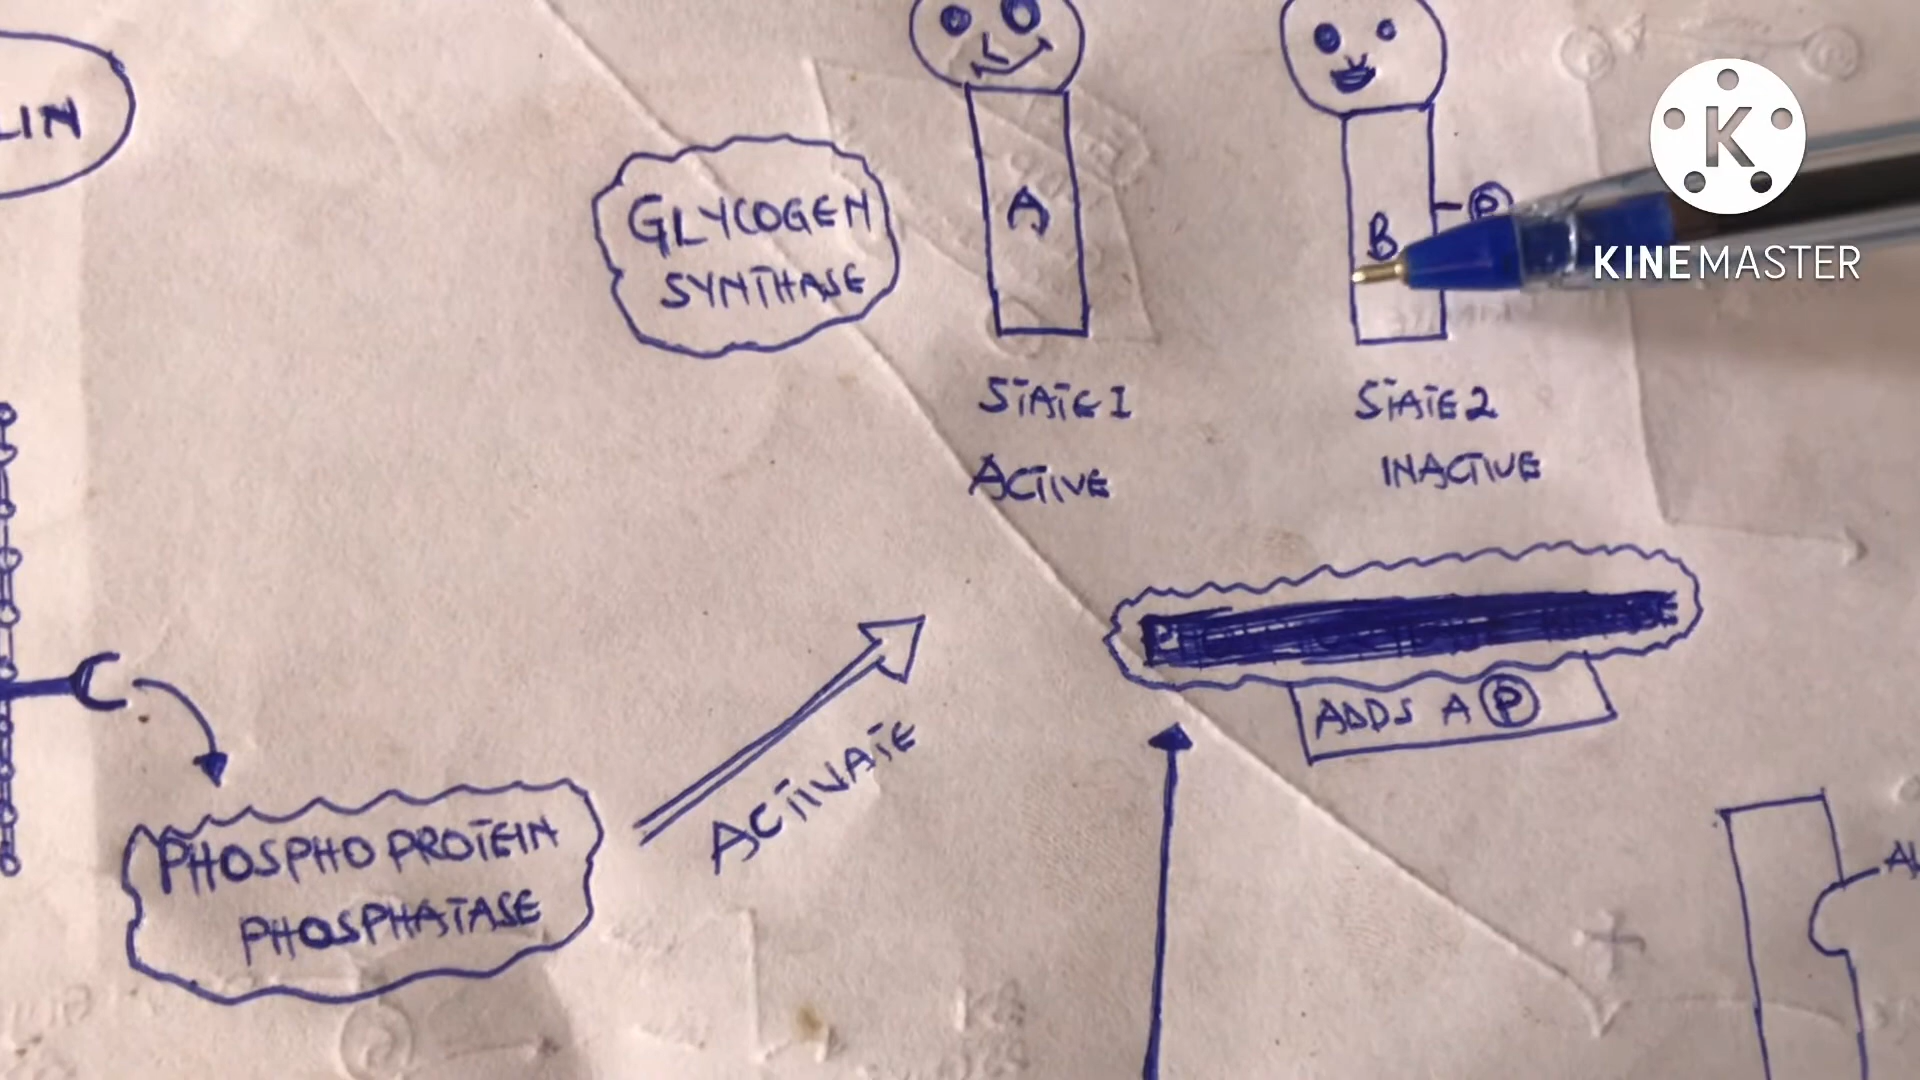 LIN
GLYCOGEN
SYNTHASE
A
B
P
K
KINEMASTER
STATE 1
STATE 2
ACTIVE
INACTIVE
ADDS A P
ACTIVATE
PHOSPHO PROTEIN
PHOSPHATASE